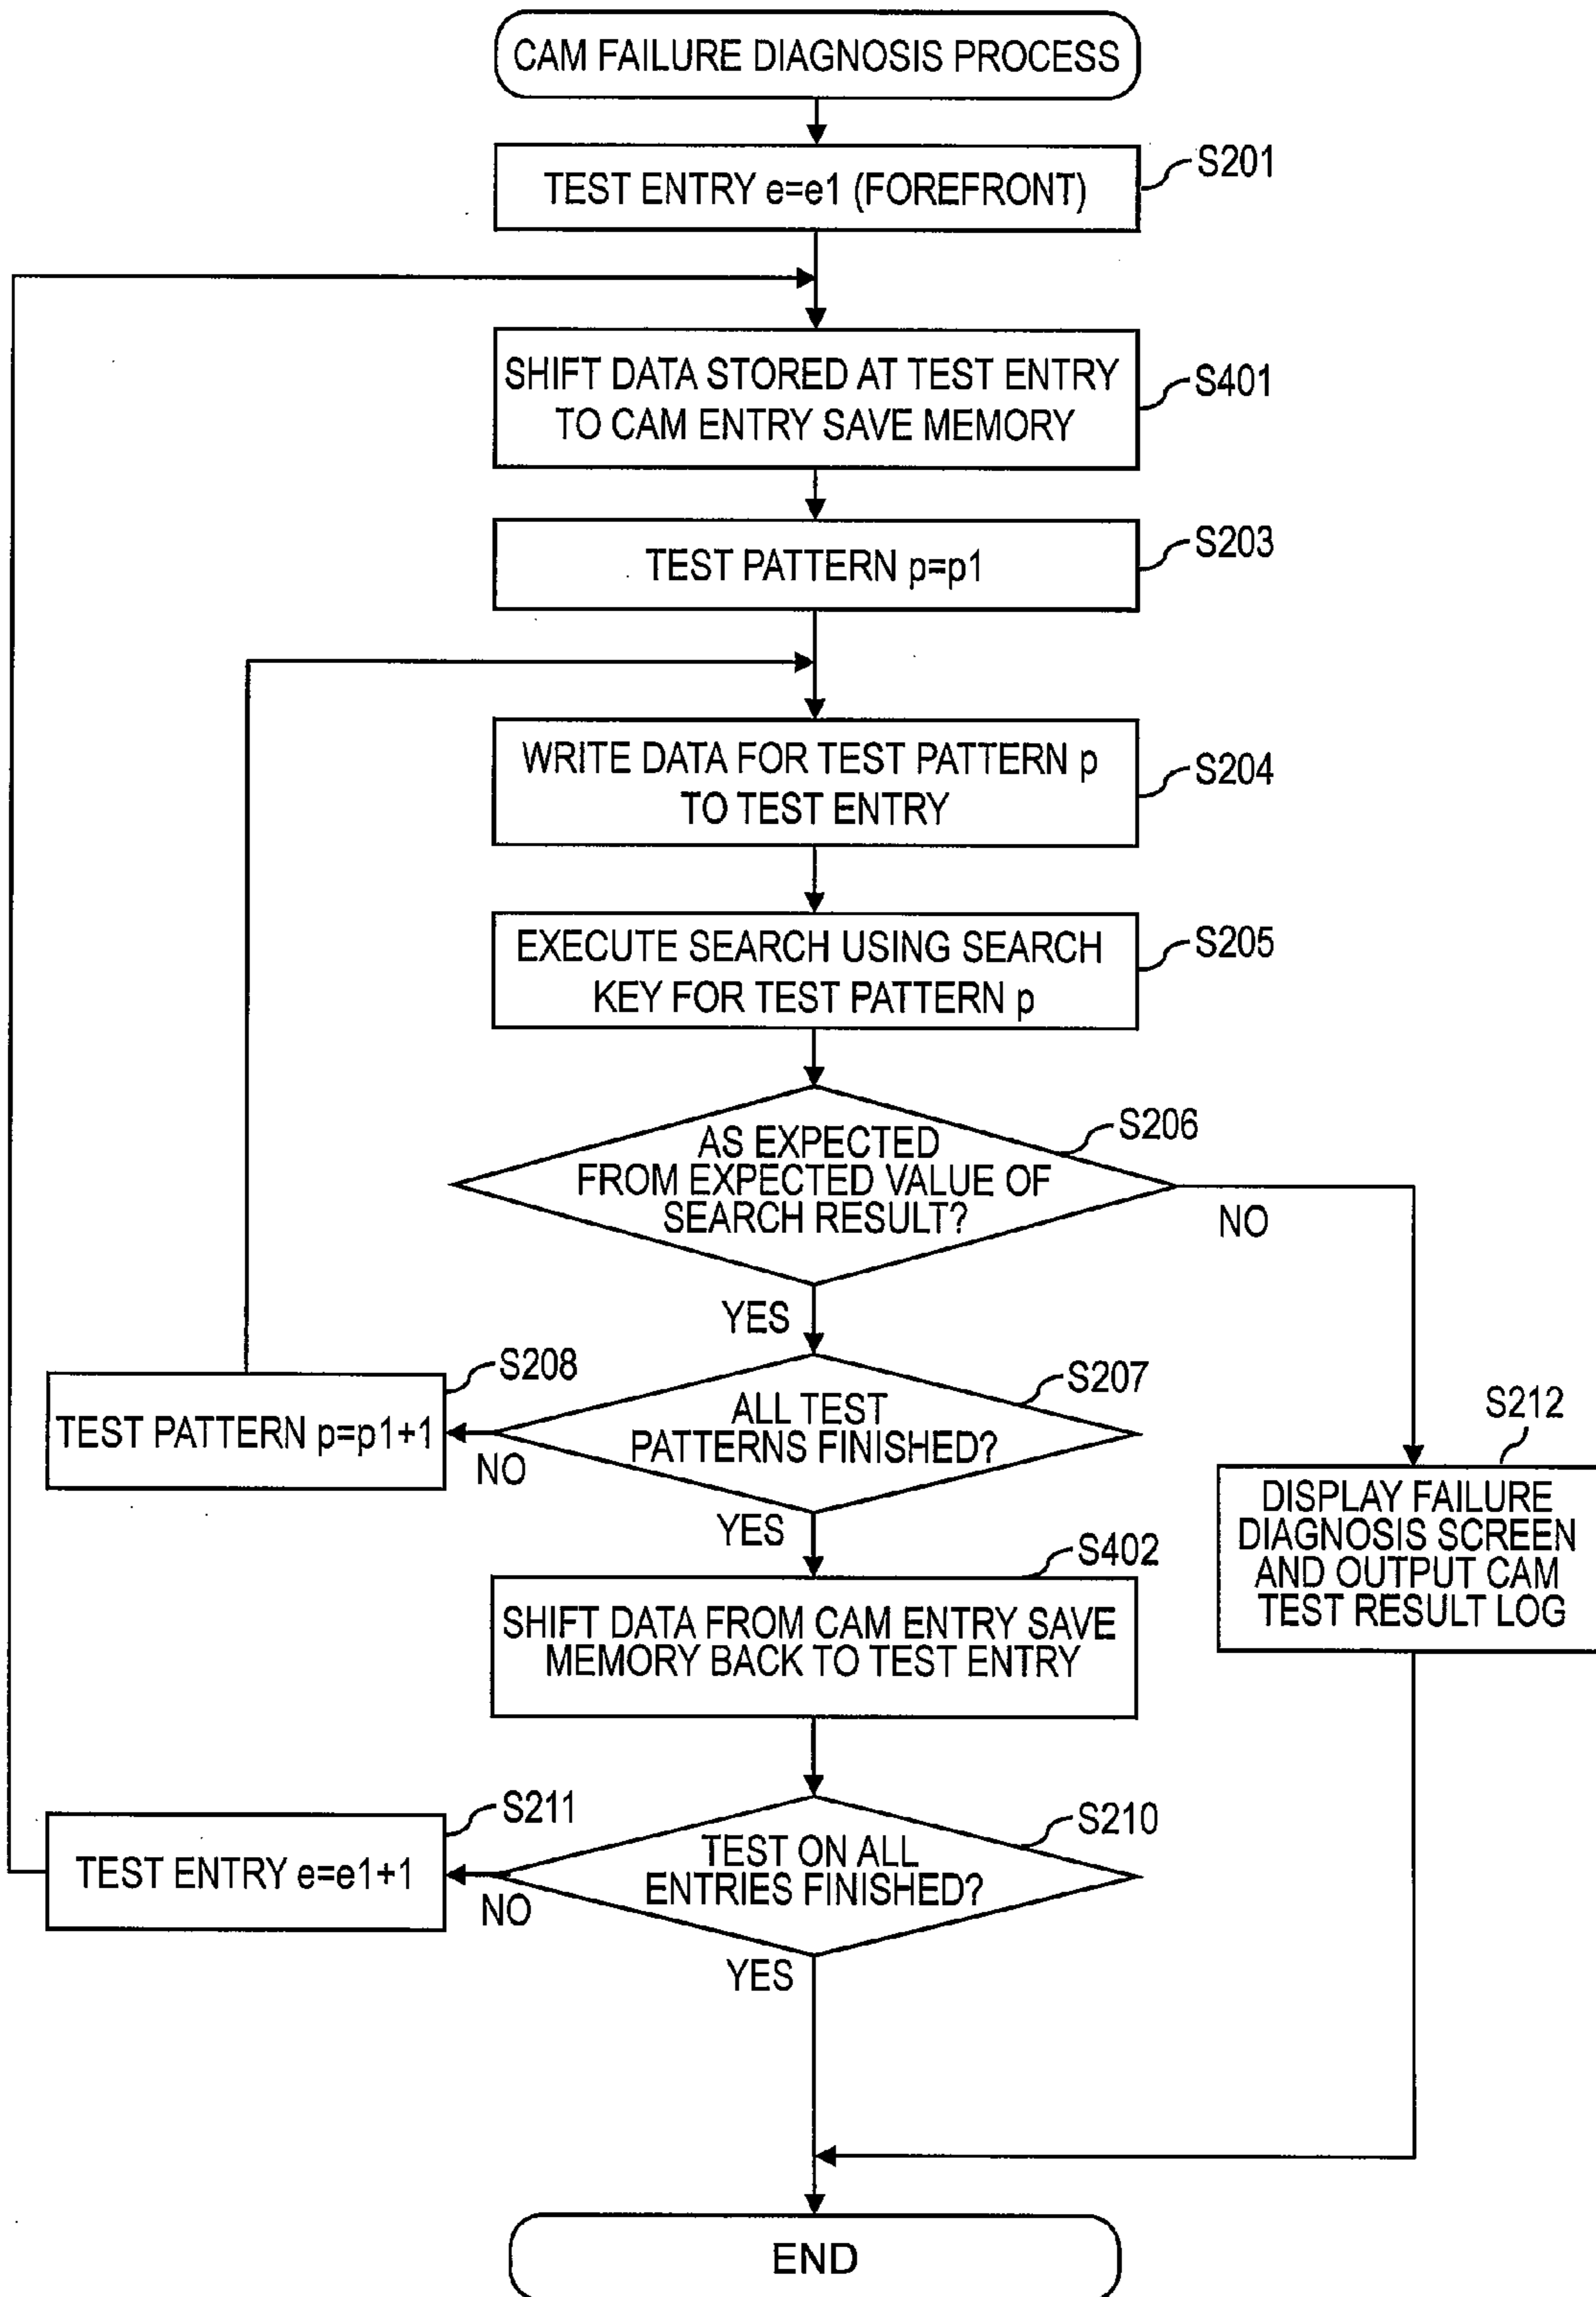 CAM FAILURE DIAGNOSIS PROCESS
S201
TEST ENTRY e=e1 (FOREFRONT)
SHIFT DATA STORED AT TEST ENTRY
TO CAM ENTRY SAVE MEMORY
S401
TEST PATTERN p=p1
S203
WRITE DATA FOR TEST PATTERN p
TO TEST ENTRY
S204
EXECUTE SEARCH USING SEARCH
KEY FOR TEST PATTERN p
S205
S206
AS EXPECTED
FROM EXPECTED VALUE OF
SEARCH RESULT?
NO
YES
S208
TEST PATTERN p=p1+1
NO
S207
ALL TEST
PATTERNS FINISHED?
YES
S212
DISPLAY FAILURE
DIAGNOSIS SCREEN
AND OUTPUT CAM
TEST RESULT LOG
S402
SHIFT DATA FROM CAM ENTRY SAVE
MEMORY BACK TO TEST ENTRY
S211
TEST ENTRY e=e1+1
NO
S210
TEST ON ALL
ENTRIES FINISHED?
YES
END